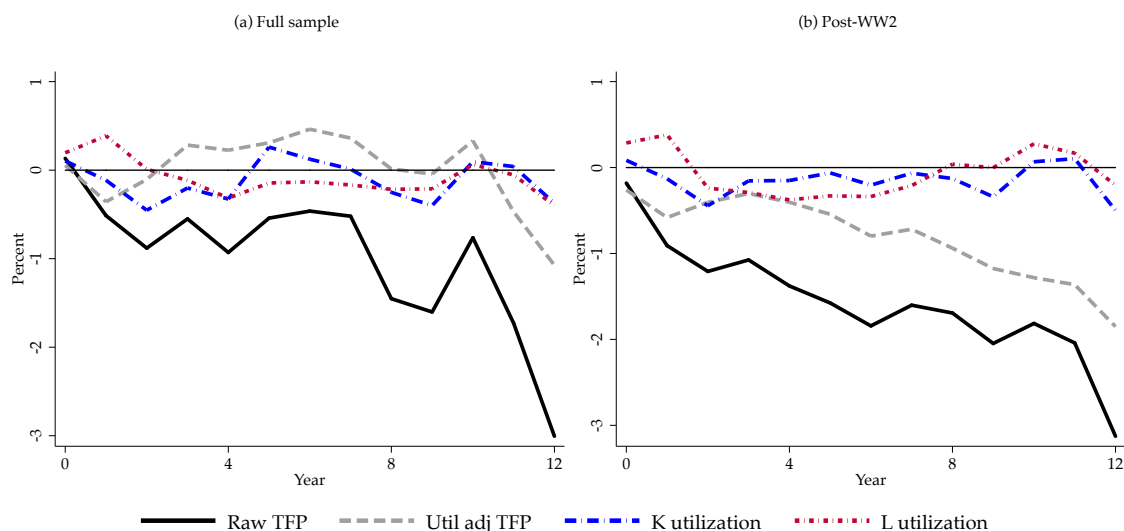 (a) Full sample
Percent
1
0
-1
-2
-3
0 4 8 12
Year
(b) Post-WW2
Percent
1
0
-1
-2
-3
0 4 8 12
Year
Raw TFP Util adj TFP K utilization L utilization